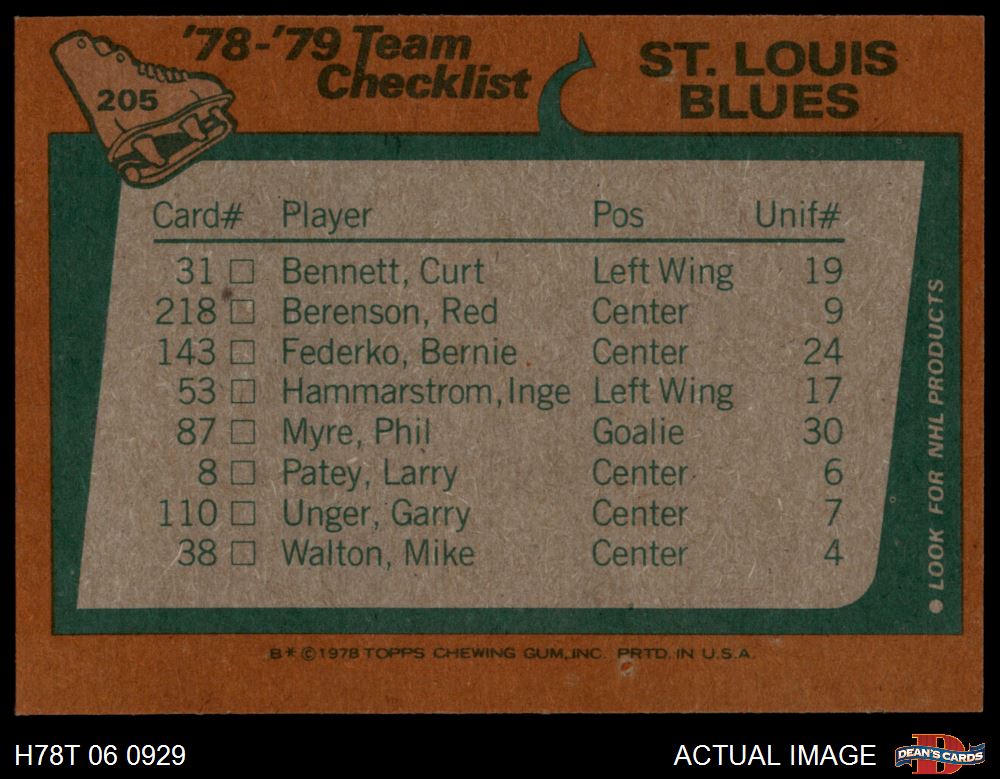 '78-'79 Team
Checklist
205
ST. LOUIS
BLUES
Card# Player Pos Unif#
31 □ Bennett, Curt Left Wing 19
218 □ Berenson, Red Center 9
143 □ Federko, Bernie Center 24
53 □ Hammarstrom, Inge Left Wing 17
87 □ Myre, Phil Goalie 30
8 □ Patey, Larry Center 6
110 □ Unger, Garry Center 7
38 □ Walton, Mike Center 4
● LOOK FOR NHL PRODUCTS
B* ©1978 TOPPS CHEWING GUM, INC. PRTD. IN U.S.A.
H78T 06 0929
ACTUAL IMAGE
DEAN'S CARDS